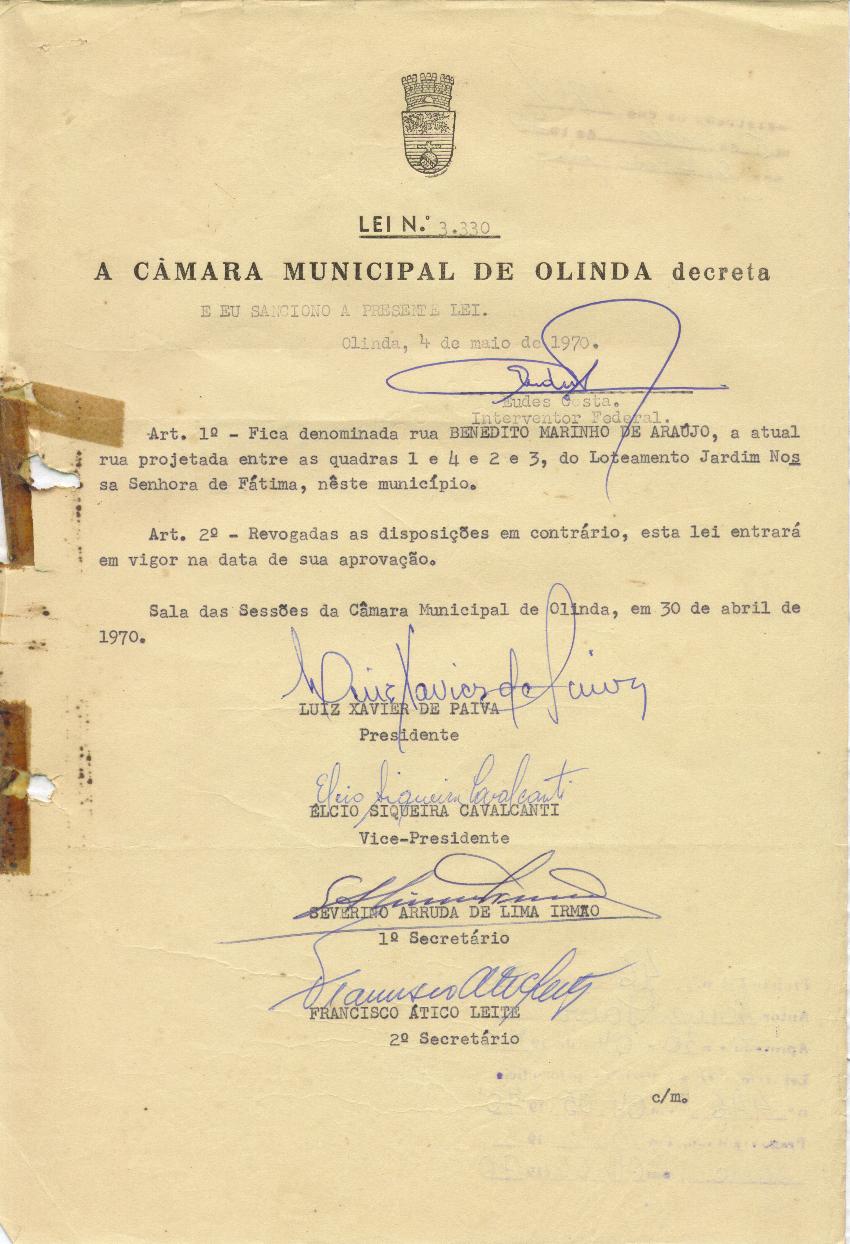 LEI N.º 3.330
A CÂMARA MUNICIPAL DE OLINDA decreta
E EU SANCIONO A PRESENTE LEI.
Olinda, 4 de maio de 1970.
Eudes Costa.
Interventor Federal.
Art. 1º - Fica denominada rua BENEDITO MARINHO DE ARAÚJO, a atual
rua projetada entre as quadras 1 e 4 e 2 e 3, do Loteamento Jardim Nos
sa Senhora de Fátima, nêste município.
Art. 2º - Revogadas as disposições em contrário, esta lei entrará
em vigor na data de sua aprovação.
Sala das Sessões da Câmara Municipal de Olinda, em 30 de abril de
1970.
Luiz Xavier de Paiva
LUIZ XAVIER DE PAIVA
Presidente
Elcio Siqueira Cavalcanti
ÉLCIO SIQUEIRA CAVALCANTI
Vice-Presidente
SEVERINO ARRUDA DE LIMA IRMÃO
1º Secretário
Francisco Ático Leite
FRANCISCO ÁTICO LEITE
2º Secretário
c/m.